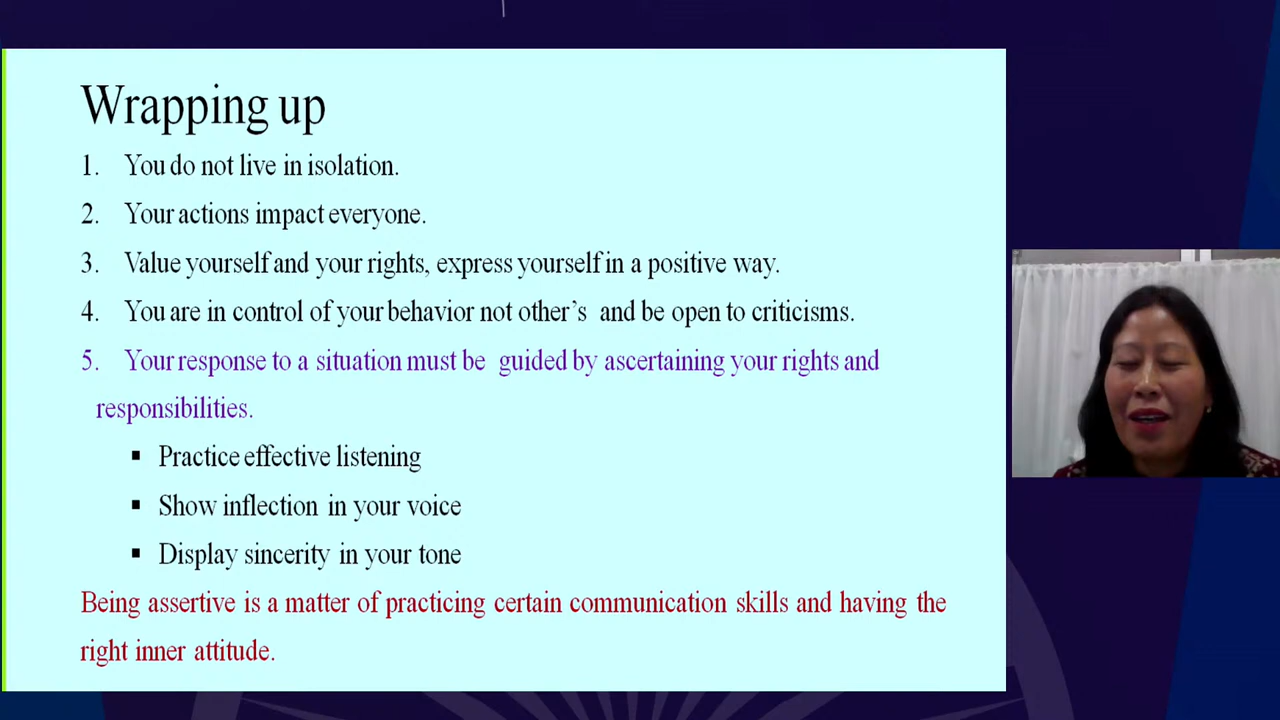 Wrapping up
1. You do not live in isolation.
2. Your actions impact everyone.
3. Value yourself and your rights, express yourself in a positive way.
4. You are in control of your behavior not other’s and be open to criticisms.
5. Your response to a situation must be guided by ascertaining your rights and
responsibilities.
▪ Practice effective listening
▪ Show inflection in your voice
▪ Display sincerity in your tone
Being assertive is a matter of practicing certain communication skills and having the
right inner attitude.